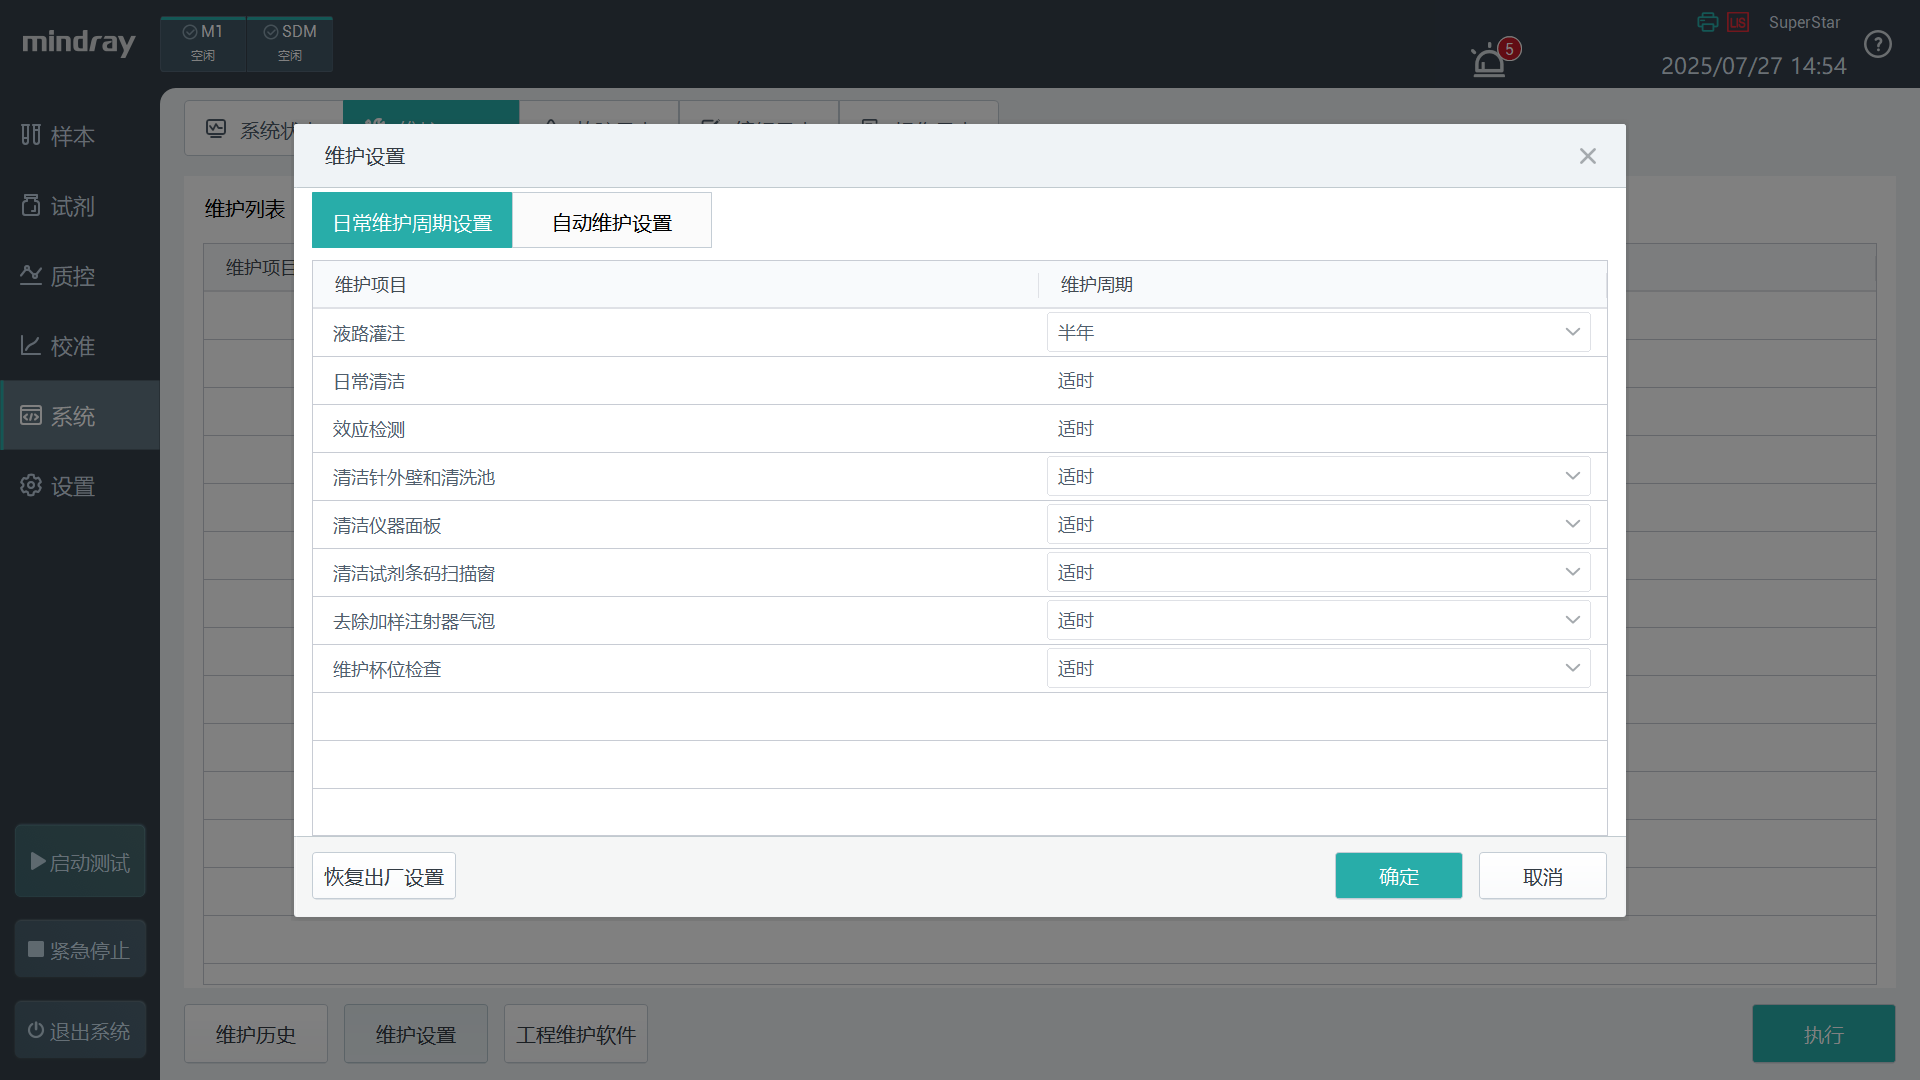 mindray
M1
空闲
SDM
空闲
5
LIS
SuperStar
2025/07/27 14:54
样本
试剂
质控
校准
系统
设置
启动测试
紧急停止
退出系统
维护列表
维护项目
维护设置
日常维护周期设置
自动维护设置
维护项目
维护周期
液路灌注
半年
日常清洁
适时
效应检测
适时
清洁针外壁和清洗池
适时
清洁仪器面板
适时
清洁试剂条码扫描窗
适时
去除加样注射器气泡
适时
维护杯位检查
适时
恢复出厂设置
确定
取消
维护历史
维护设置
工程维护软件
执行